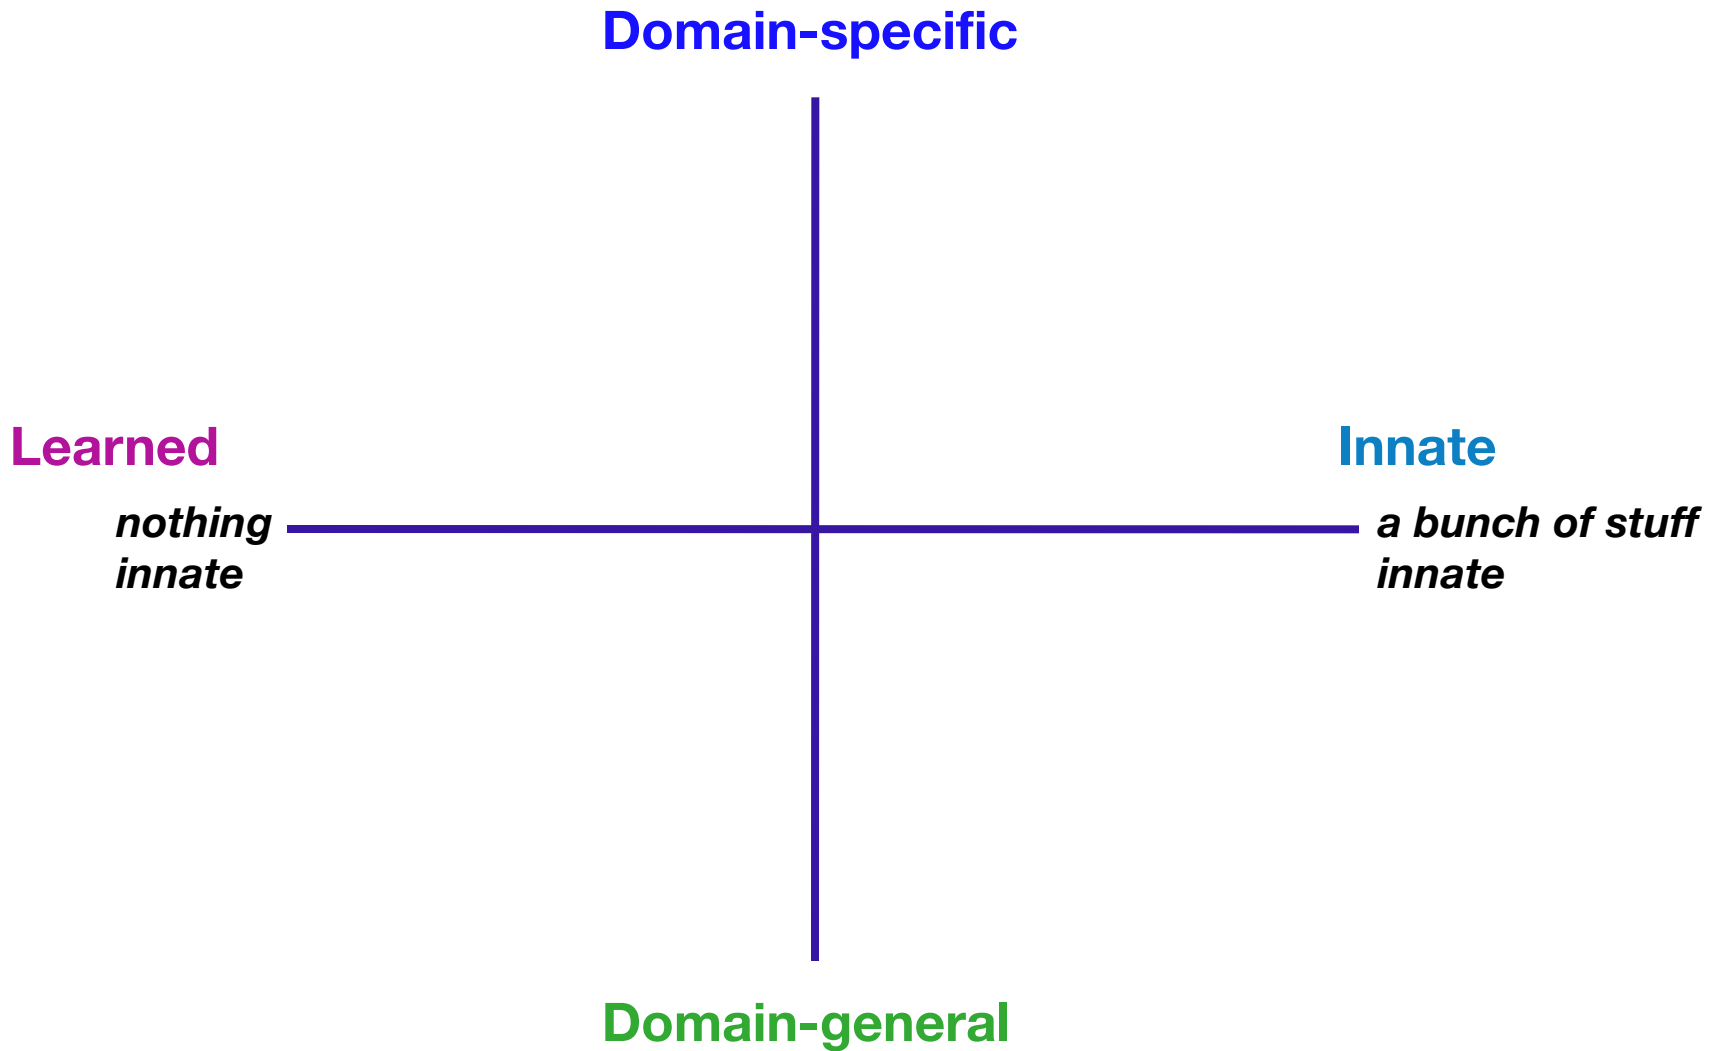 Domain-specific
Learned
Innate
nothing
innate
a bunch of stuff
innate
Domain-general